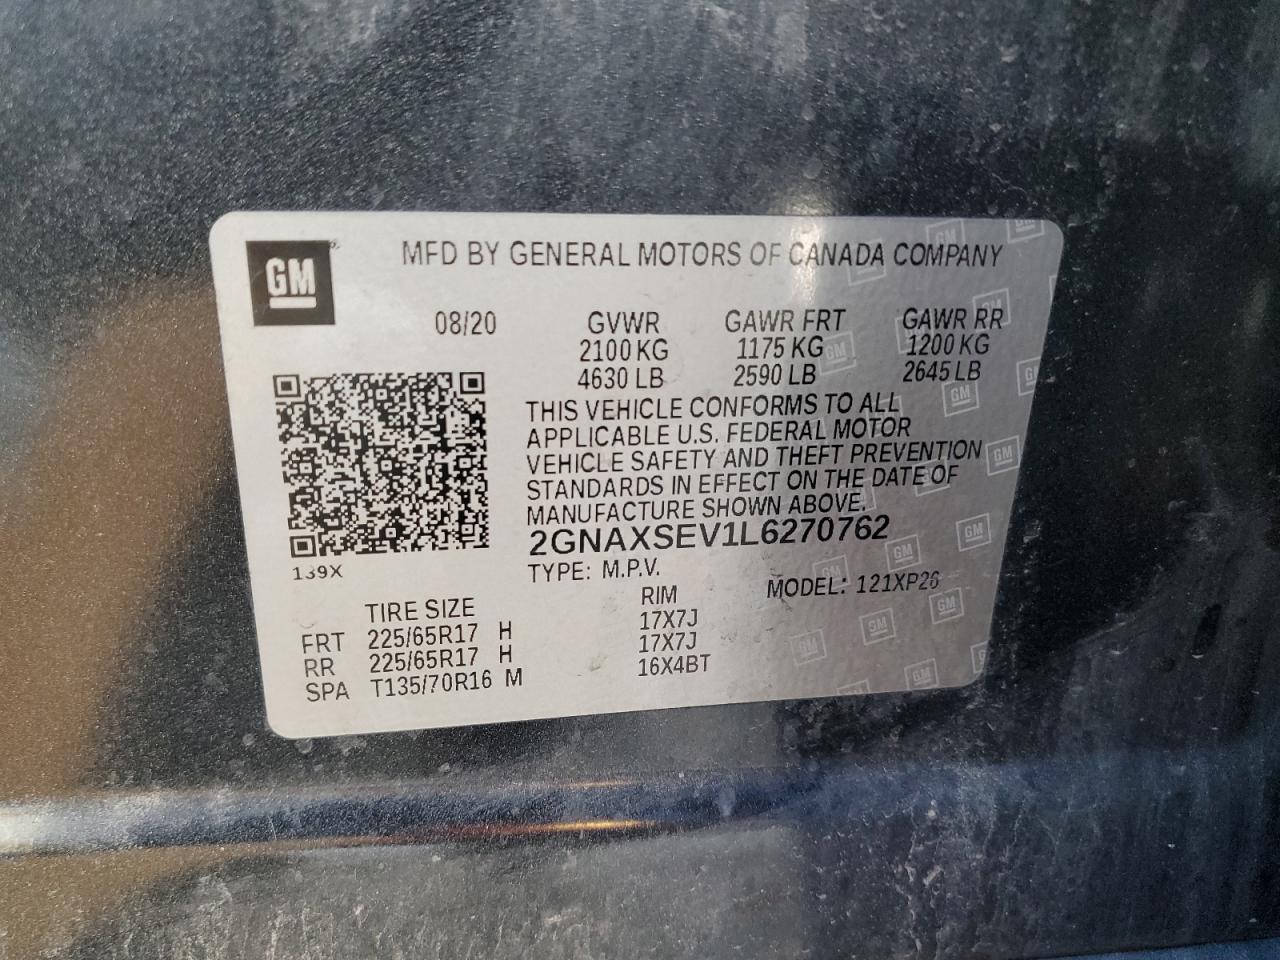 GM
MFD BY GENERAL MOTORS OF CANADA COMPANY
08/20 GVWR GAWR FRT GAWR RR
2100 KG 1175 KG 1200 KG
4630 LB 2590 LB 2645 LB
THIS VEHICLE CONFORMS TO ALL
APPLICABLE U.S. FEDERAL MOTOR
VEHICLE SAFETY AND THEFT PREVENTION
STANDARDS IN EFFECT ON THE DATE OF
MANUFACTURE SHOWN ABOVE.
2GNAXSEV1L6270762
139X
TYPE: M.P.V. MODEL: 121XP26
TIRE SIZE RIM
FRT 225/65R17 H 17X7J
RR 225/65R17 H 17X7J
SPA T135/70R16 M 16X4BT